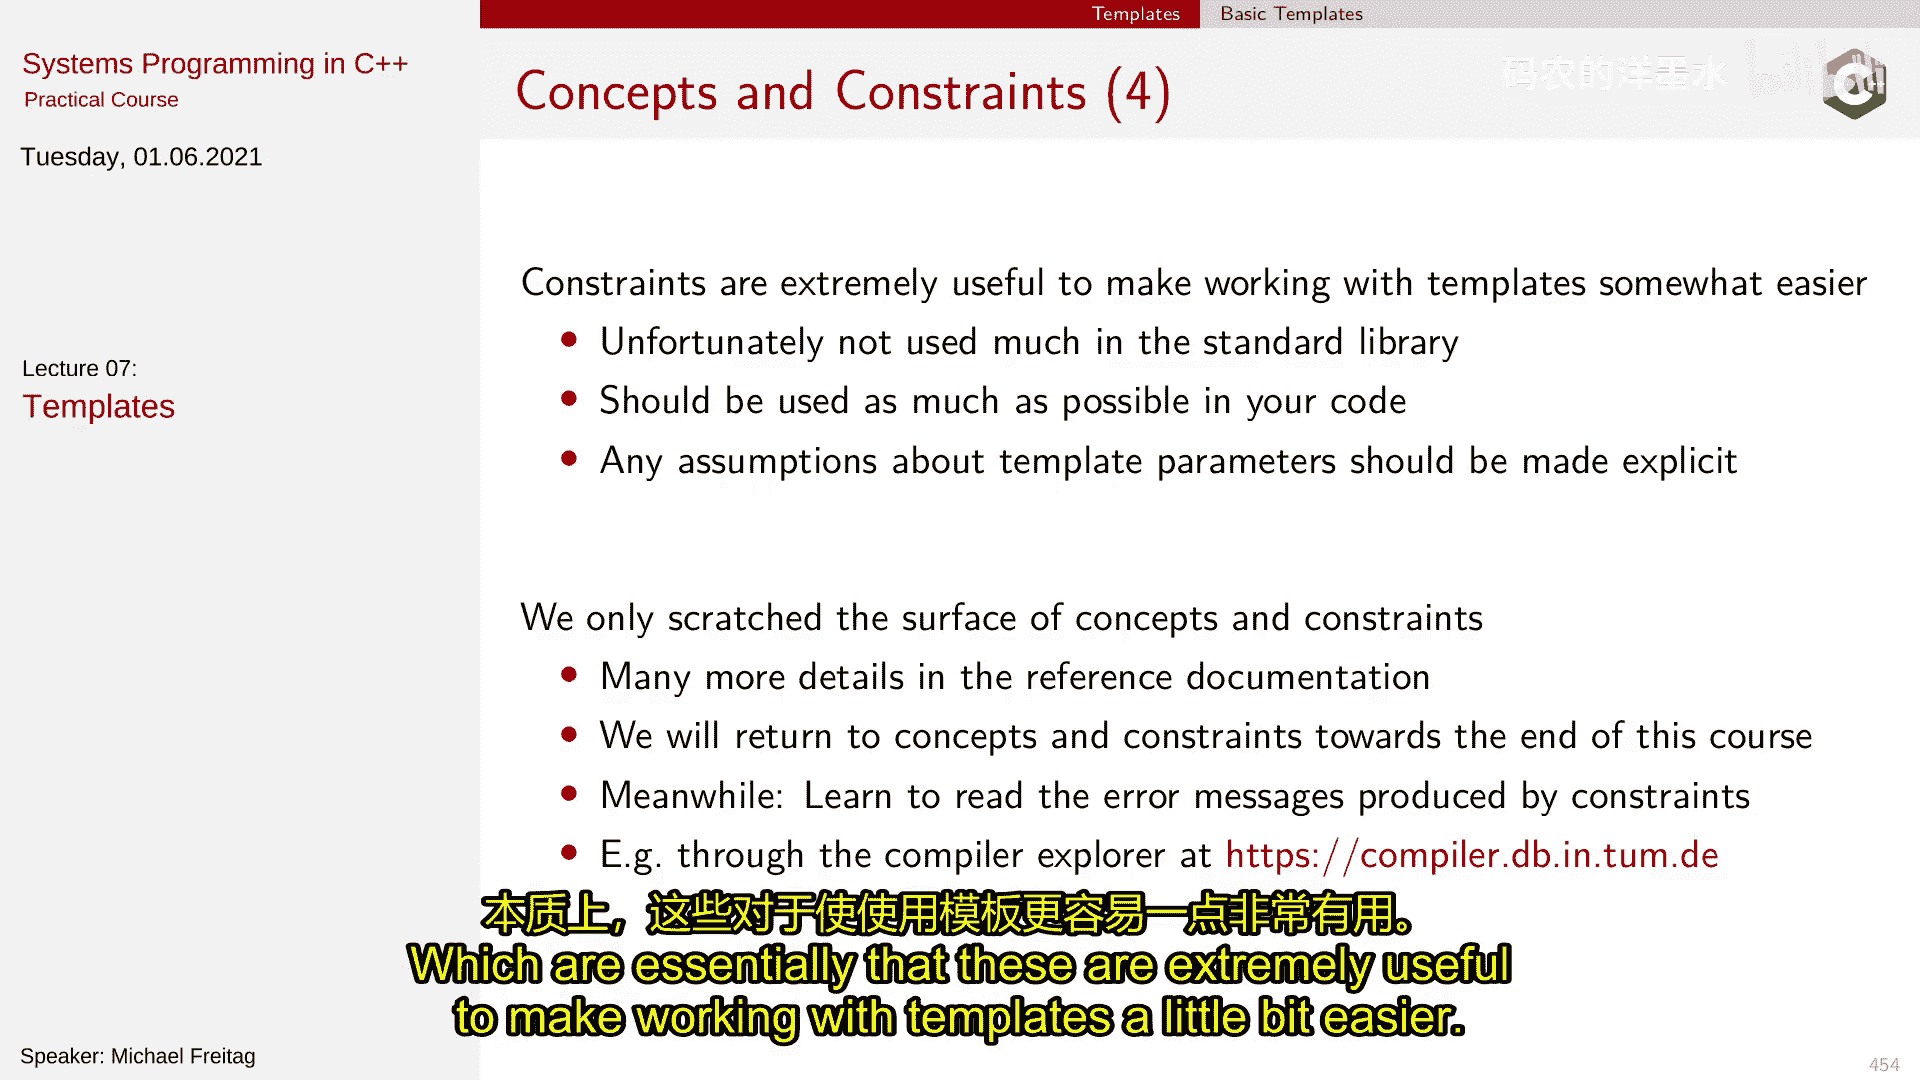 Templates
Basic Templates
Systems Programming in C++
Practical Course
Tuesday, 01.06.2021
Lecture 07:
Templates
Speaker: Michael Freitag
Concepts and Constraints (4)
码农的洋墨水
Constraints are extremely useful to make working with templates somewhat easier
• Unfortunately not used much in the standard library
• Should be used as much as possible in your code
• Any assumptions about template parameters should be made explicit
We only scratched the surface of concepts and constraints
• Many more details in the reference documentation
• We will return to concepts and constraints towards the end of this course
• Meanwhile: Learn to read the error messages produced by constraints
• E.g. through the compiler explorer at https://compiler.db.in.tum.de
本质上，这些对于使使用模板更容易一点非常有用。
Which are essentially that these are extremely useful
to make working with templates a little bit easier.
454